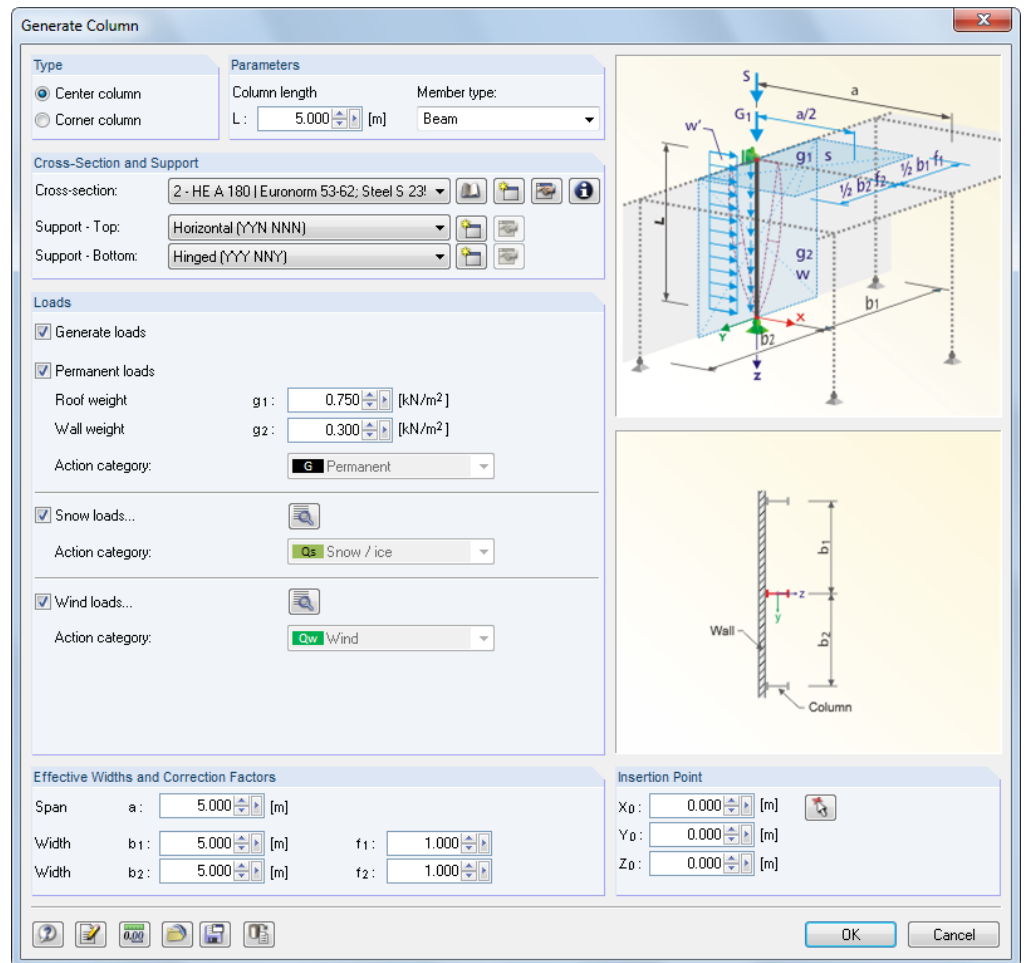 Generate Column
Type
Center column
Corner column
Parameters
Column length
Member type:
L : 5.000 [m]
Beam
Cross-Section and Support
Cross-section: 2 - HE A 180 | Euronorm 53-62; Steel S 23!
Support - Top: Horizontal (YYN NNN)
Support - Bottom: Hinged (YYY NNY)
Loads
Generate loads
Permanent loads
Roof weight g1 : 0.750 [kN/m²]
Wall weight g2 : 0.300 [kN/m²]
Action category: G Permanent
Snow loads...
Action category: Qs Snow / ice
Wind loads...
Action category: Qw Wind
Effective Widths and Correction Factors
Span a : 5.000 [m]
Width b1 : 5.000 [m] f1 : 1.000
Width b2 : 5.000 [m] f2 : 1.000
S
a
G1
a/2
w'
g1 s
½ b2 f2
½ b1 f1
L
g2
w
b1
x
Y
b2
z
b1
z
y
Wall
b2
Column
Insertion Point
X0 : 0.000 [m]
Y0 : 0.000 [m]
Z0 : 0.000 [m]
0.00
OK
Cancel